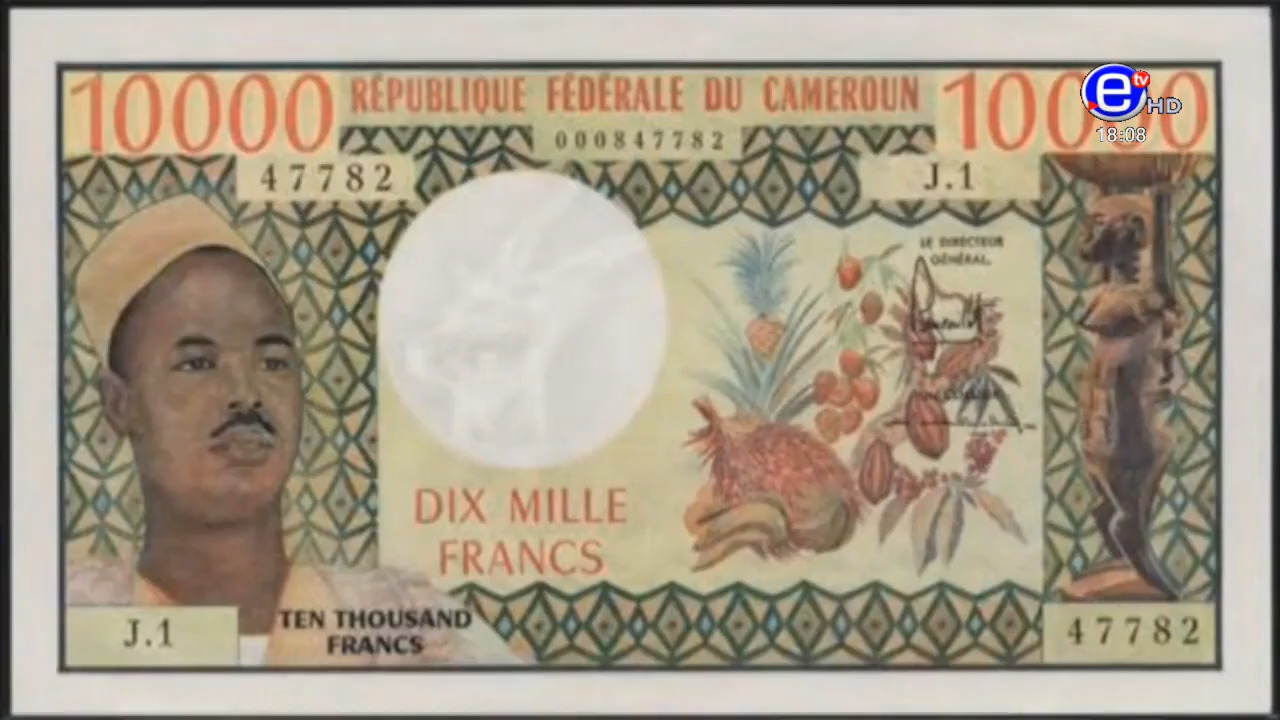 10000 RÉPUBLIQUE FÉDÉRALE DU CAMEROUN 10000
e tv HD
18:08
000847782
47782
J.1
LE DIRECTEUR
GÉNÉRAL,
DIX MILLE
FRANCS
TEN THOUSAND
FRANCS
J.1
47782